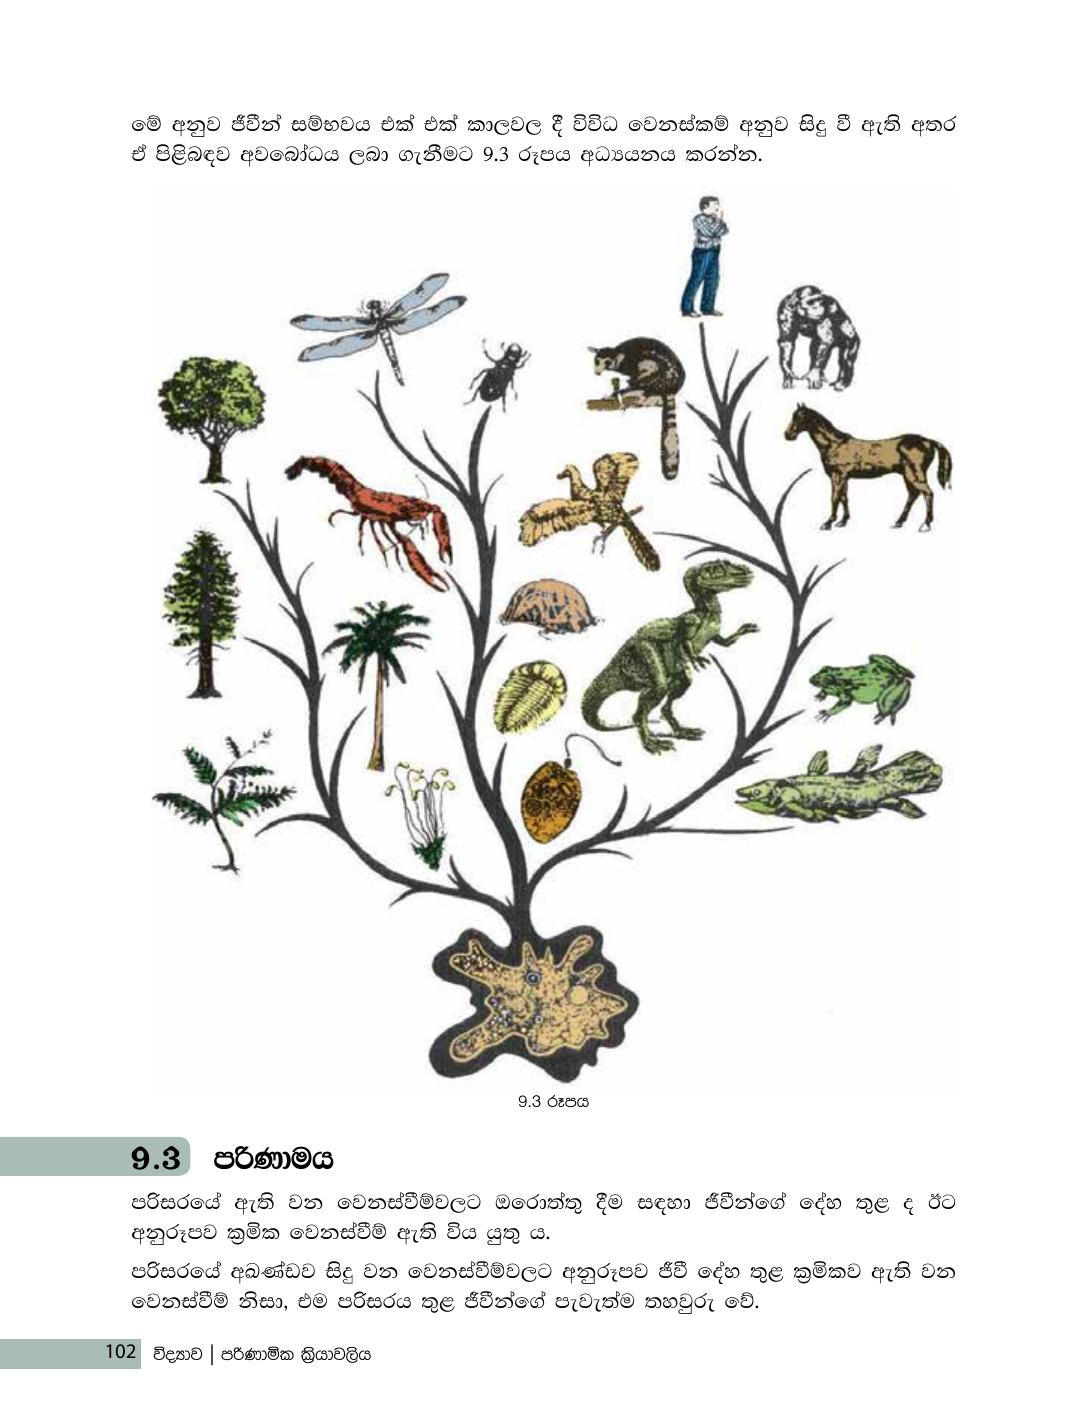 මේ අනුව ජීවීන් සම්භවය එක් එක් කාලවල දී විවිධ වෙනස්කම් අනුව සිදු වී ඇති අතර
ඒ පිළිබඳව අවබෝධය ලබා ගැනීමට 9.3 රූපය අධ්‍යයනය කරන්න.
9.3 රූපය
9.3 පරිණාමය
පරිසරයේ ඇති වන වෙනස්වීම්වලට ඔරොත්තු දීම සඳහා ජීවීන්ගේ දේහ තුළ ද ඊට
අනුරූපව ක්‍රමික වෙනස්වීම් ඇති විය යුතු ය.
පරිසරයේ අඛණ්ඩව සිදු වන වෙනස්වීම්වලට අනුරූපව ජීවී දේහ තුළ ක්‍රමිකව ඇති වන
වෙනස්වීම් නිසා, එම පරිසරය තුළ ජීවීන්ගේ පැවැත්ම තහවුරු වේ.
102 විද්‍යාව | පරිණාමික ක්‍රියාවලිය